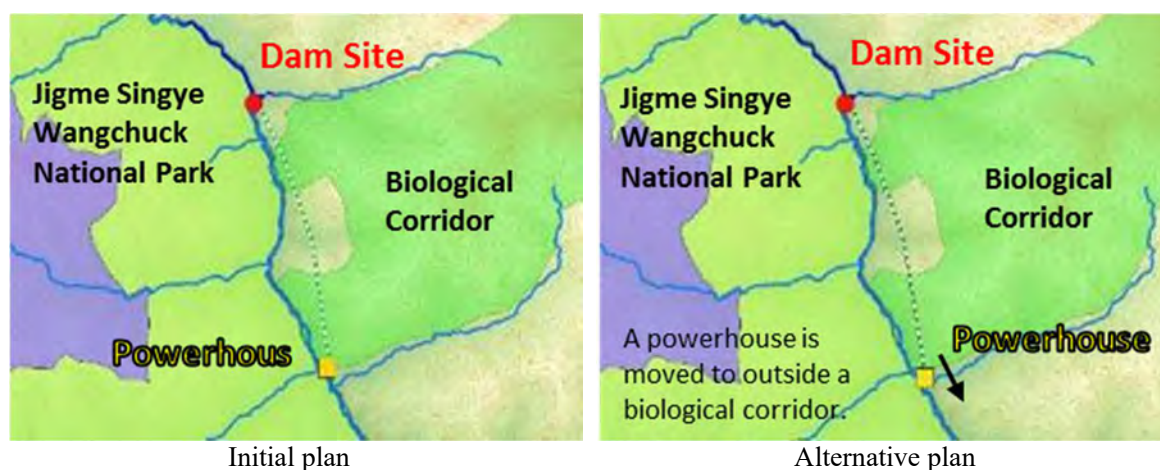 Dam Site
Jigme Singye
Wangchuck
National Park
Biological
Corridor
Powerhous
Initial plan
Dam Site
Jigme Singye
Wangchuck
National Park
Biological
Corridor
Powerhouse
A powerhouse is
moved to outside a
biological corridor.
Alternative plan